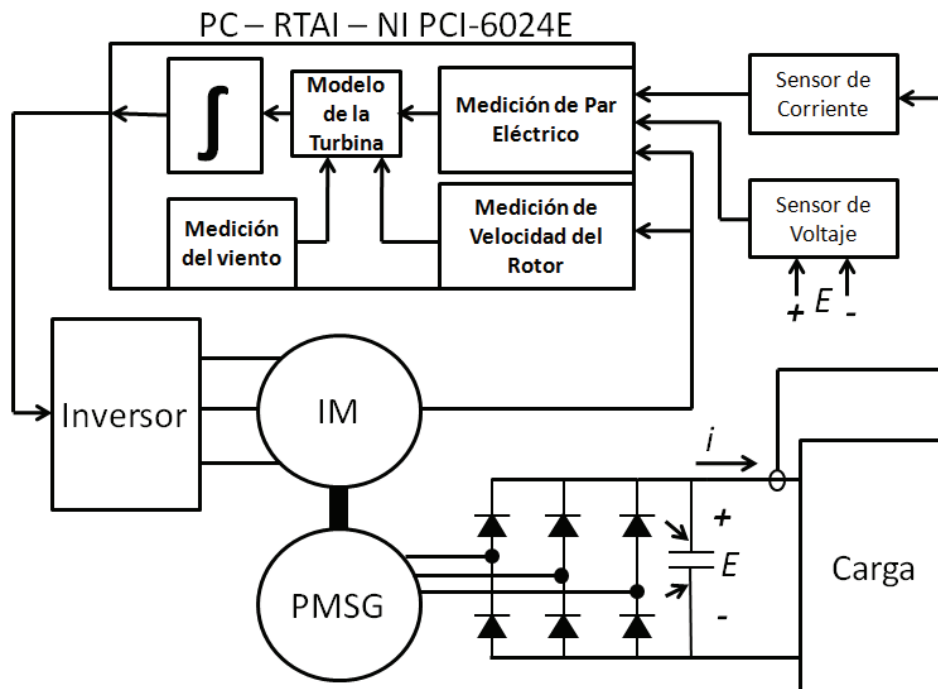 PC – RTAI – NI PCI-6024E
∫
Modelo
de la
Turbina
Medición de Par
Eléctrico
Medición
del viento
Medición de
Velocidad del
Rotor
Sensor de
Corriente
Sensor de
Voltaje
+ E -
Inversor
IM
i
+
E
-
Carga
PMSG